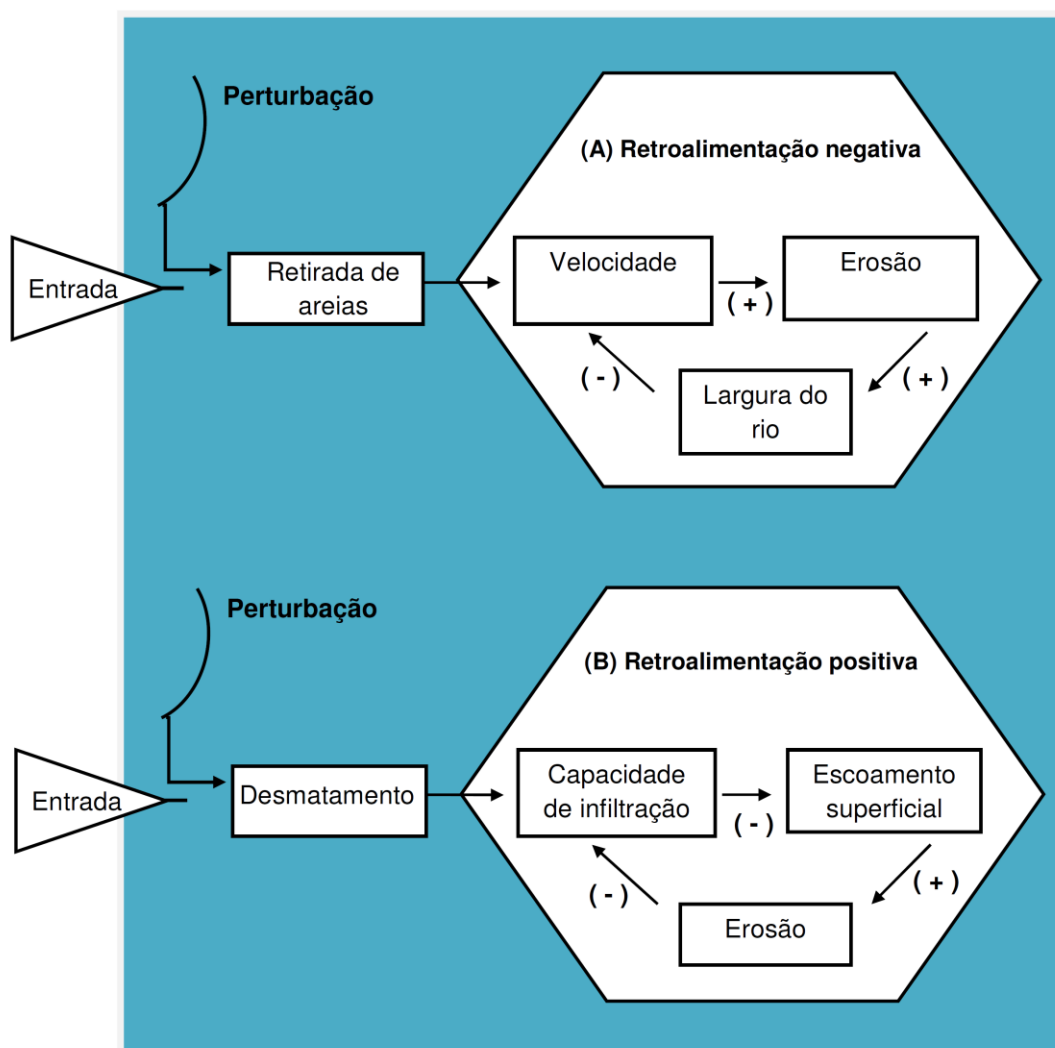 Perturbação
(A) Retroalimentação negativa
Entrada
Retirada de
areias
Velocidade
( + )
Erosão
( - )
( + )
Largura do
rio
Perturbação
(B) Retroalimentação positiva
Entrada
Desmatamento
Capacidade
de infiltração
( - )
Escoamento
superficial
( - )
( + )
Erosão